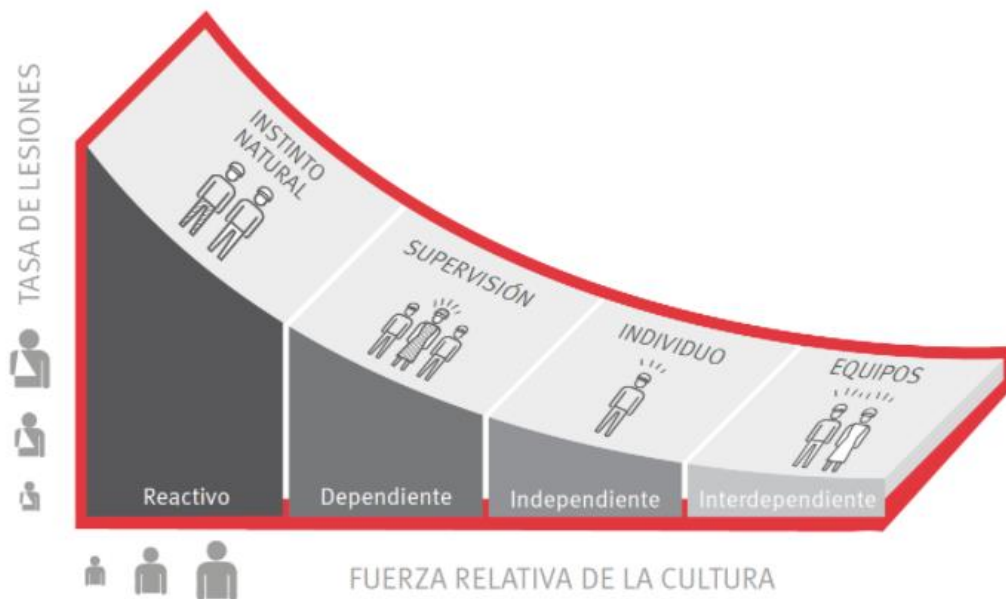 TASA DE LESIONES
INSTINTO
NATURAL
SUPERVISIÓN
INDIVIDUO
EQUIPOS
Reactivo
Dependiente
Independiente
Interdependiente
FUERZA RELATIVA DE LA CULTURA